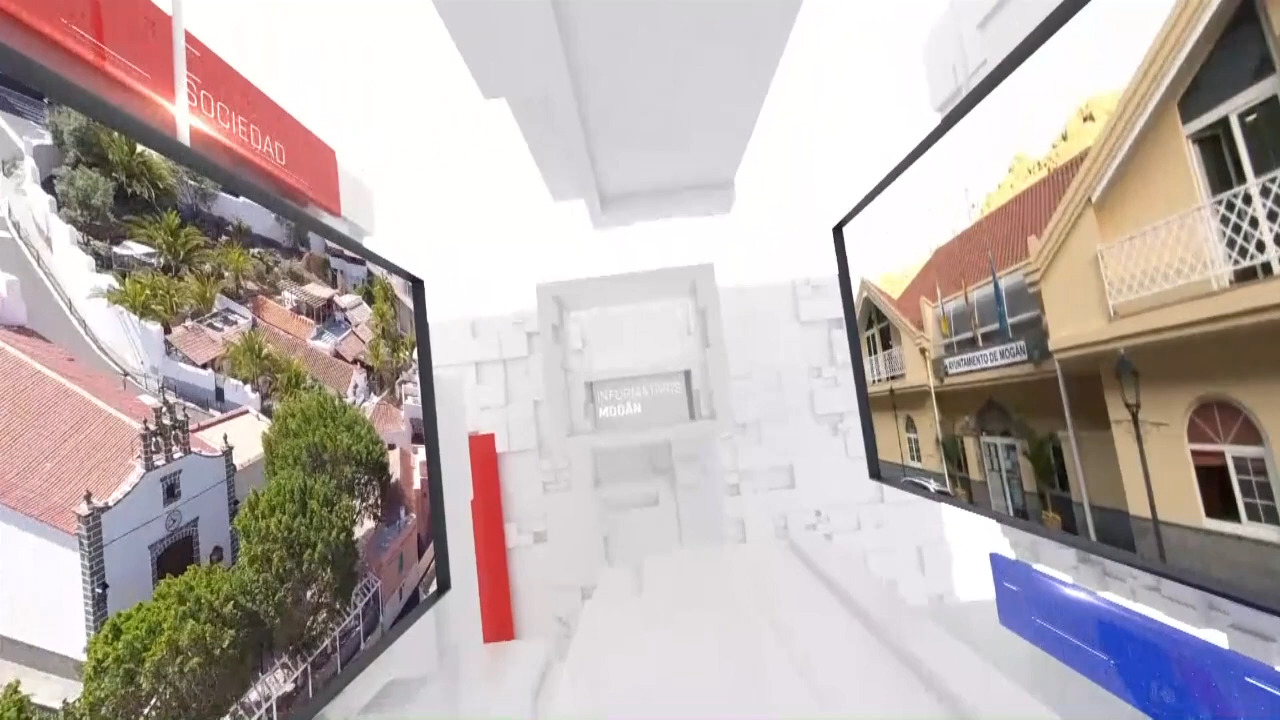 SOCIEDAD
AYUNTAMIENTO DE MOGÁN
INFORMATIVOS
MOGÁN